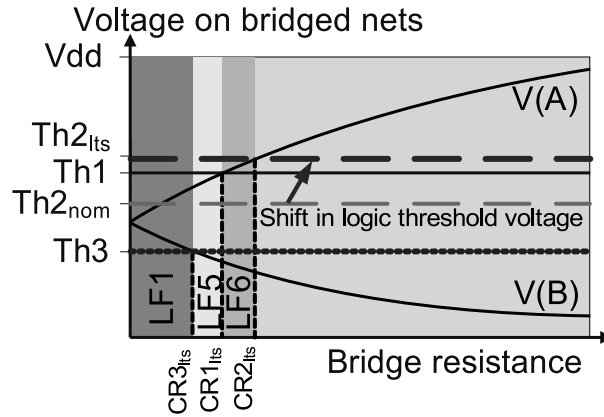 Voltage on bridged nets
Vdd
V(A)
Th2lts
Th1
Th2nom
Shift in logic threshold voltage
Th3
LF1
LF5
LF6
V(B)
CR3lts
CR1lts
CR2lts
Bridge resistance